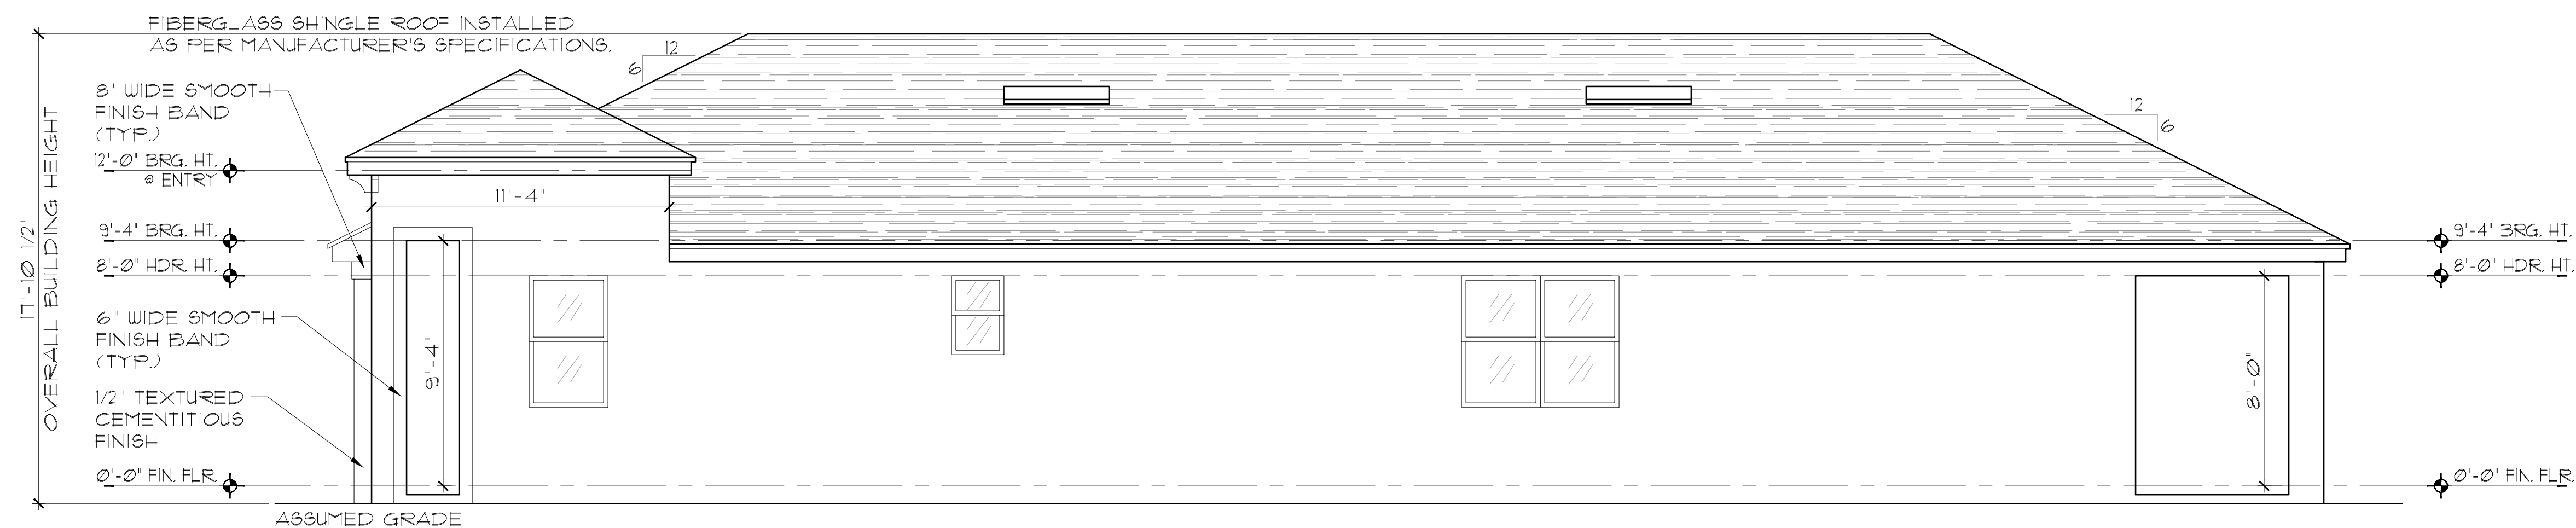 FIBERGLASS SHINGLE ROOF INSTALLED
AS PER MANUFACTURER'S SPECIFICATIONS.
12
6
8" WIDE SMOOTH
FINISH BAND
(TYP.)
12
6
12'-0" BRG. HT.
@ ENTRY
11'-4"
17'-10 1/2"
OVERALL BUILDING HEIGHT
9'-4" BRG. HT.
9'-4" BRG. HT.
8'-0" HDR. HT.
8'-0" HDR. HT.
6" WIDE SMOOTH
FINISH BAND
(TYP.)
9'-4"
8'-0"
1/2" TEXTURED
CEMENTITIOUS
FINISH
0'-0" FIN. FLR.
0'-0" FIN. FLR.
ASSUMED GRADE